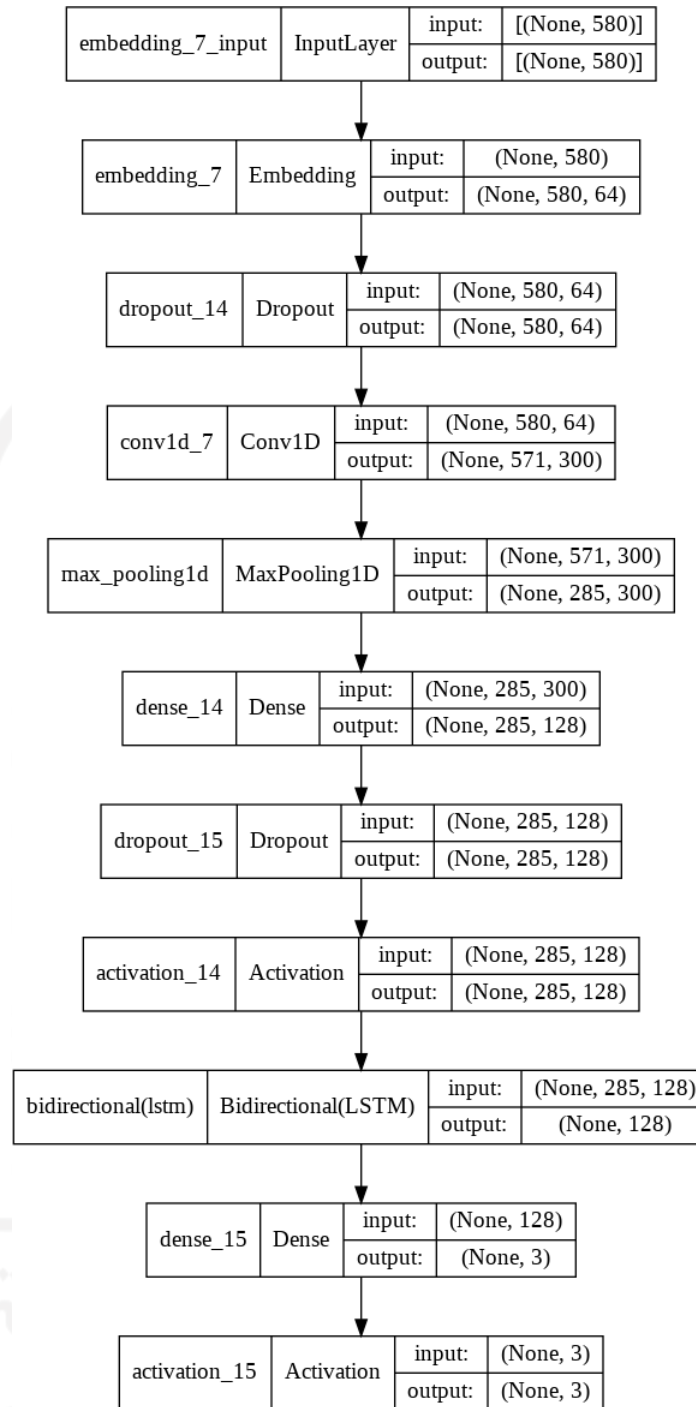 embedding_7_input InputLayer input: [(None, 580)]
output: [(None, 580)]
embedding_7 Embedding input: (None, 580)
output: (None, 580, 64)
dropout_14 Dropout input: (None, 580, 64)
output: (None, 580, 64)
conv1d_7 Conv1D input: (None, 580, 64)
output: (None, 571, 300)
max_pooling1d MaxPooling1D input: (None, 571, 300)
output: (None, 285, 300)
dense_14 Dense input: (None, 285, 300)
output: (None, 285, 128)
dropout_15 Dropout input: (None, 285, 128)
output: (None, 285, 128)
activation_14 Activation input: (None, 285, 128)
output: (None, 285, 128)
bidirectional(lstm) Bidirectional(LSTM) input: (None, 285, 128)
output: (None, 128)
dense_15 Dense input: (None, 128)
output: (None, 3)
activation_15 Activation input: (None, 3)
output: (None, 3)